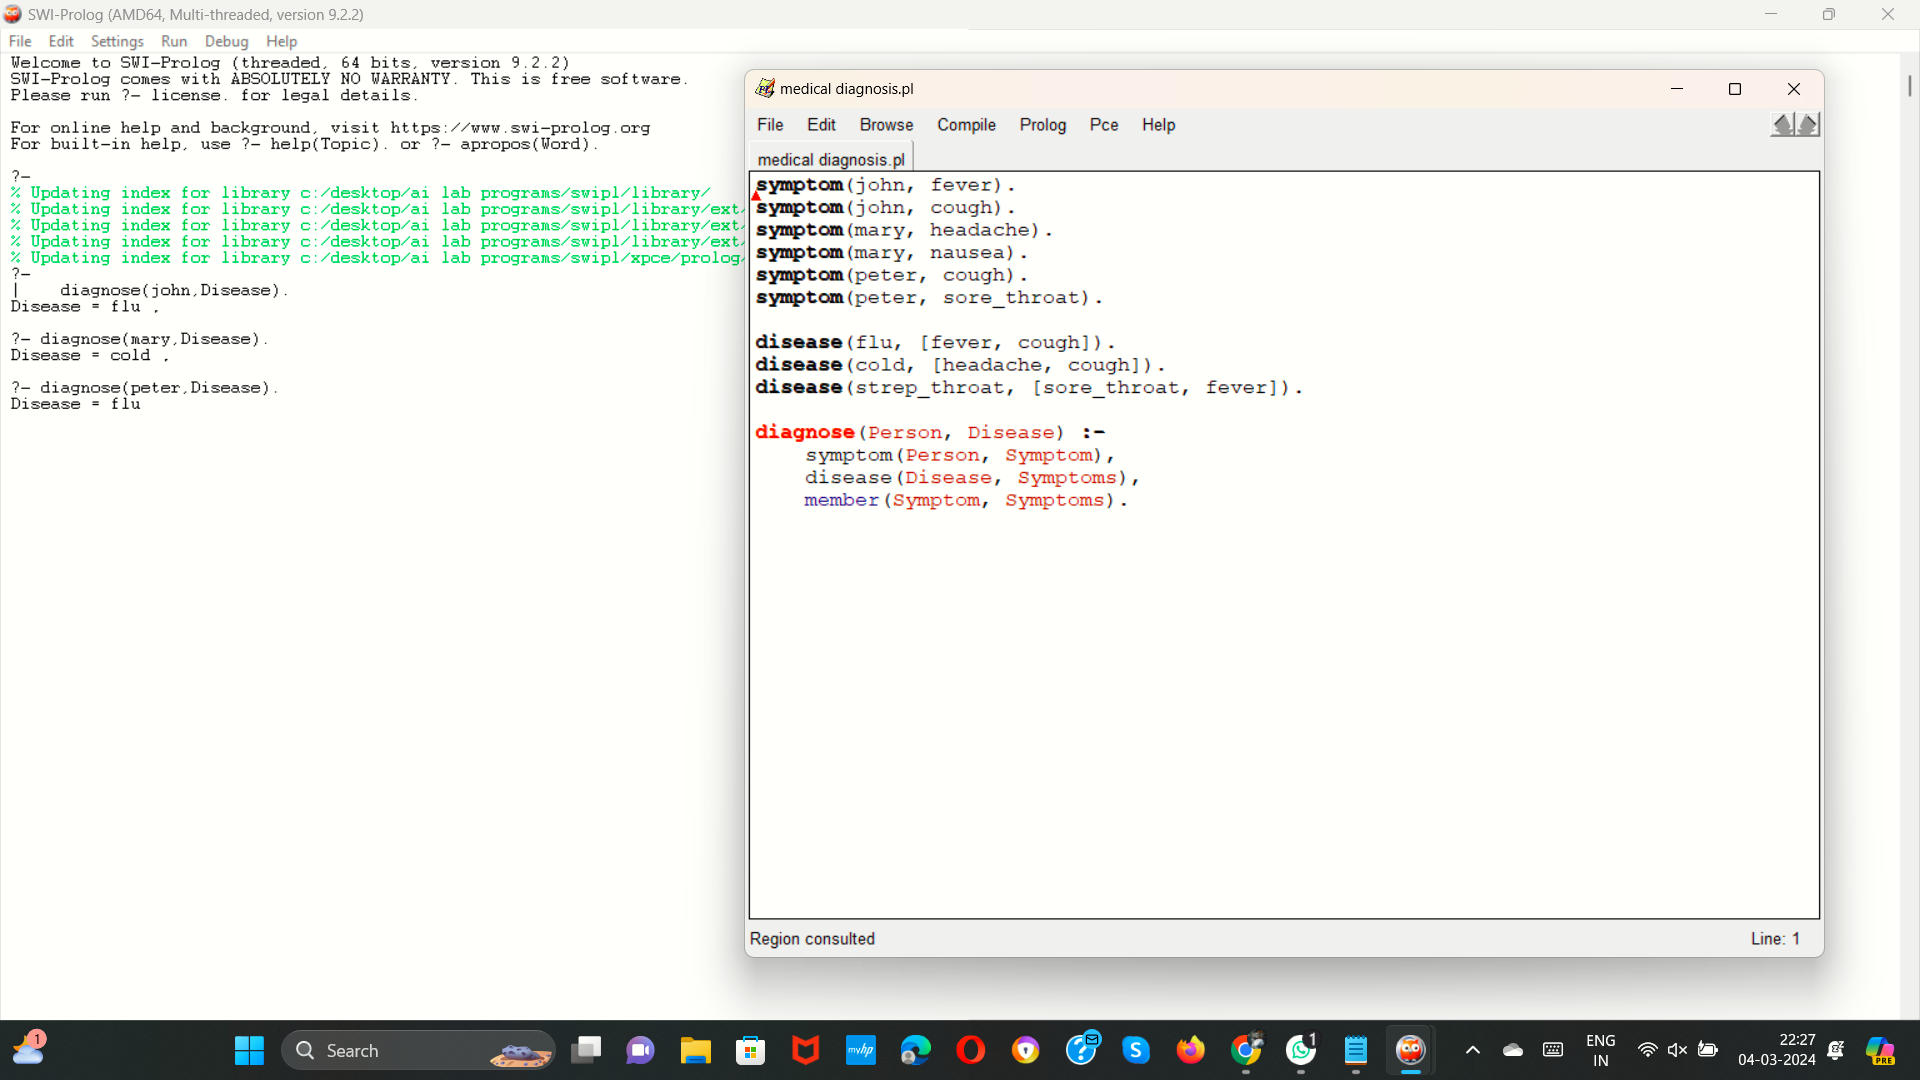 SWI-Prolog (AMD64, Multi-threaded, version 9.2.2)
File Edit Settings Run Debug Help
Welcome to SWI-Prolog (threaded, 64 bits, version 9.2.2)
SWI-Prolog comes with ABSOLUTELY NO WARRANTY. This is free software.
Please run ?- license. for legal details.
For online help and background, visit https://www.swi-prolog.org
For built-in help, use ?- help(Topic). or ?- apropos(Word).
?-
% Updating index for library c:/desktop/ai lab programs/swipl/library/
% Updating index for library c:/desktop/ai lab programs/swipl/library/ext/
% Updating index for library c:/desktop/ai lab programs/swipl/library/ext/
% Updating index for library c:/desktop/ai lab programs/swipl/library/ext/
% Updating index for library c:/desktop/ai lab programs/swipl/xpce/prolog/
?-
| diagnose(john,Disease).
Disease = flu .
?- diagnose(mary,Disease).
Disease = cold .
?- diagnose(peter,Disease).
Disease = flu
medical diagnosis.pl
File Edit Browse Compile Prolog Pce Help
medical diagnosis.pl
symptom(john, fever).
symptom(john, cough).
symptom(mary, headache).
symptom(mary, nausea).
symptom(peter, cough).
symptom(peter, sore_throat).
disease(flu, [fever, cough]).
disease(cold, [headache, cough]).
disease(strep_throat, [sore_throat, fever]).
diagnose(Person, Disease) :-
symptom(Person, Symptom),
disease(Disease, Symptoms),
member(Symptom, Symptoms).
Region consulted Line: 1
1
Search
myhp
S
1
ENG
IN
22:27
04-03-2024
PRE